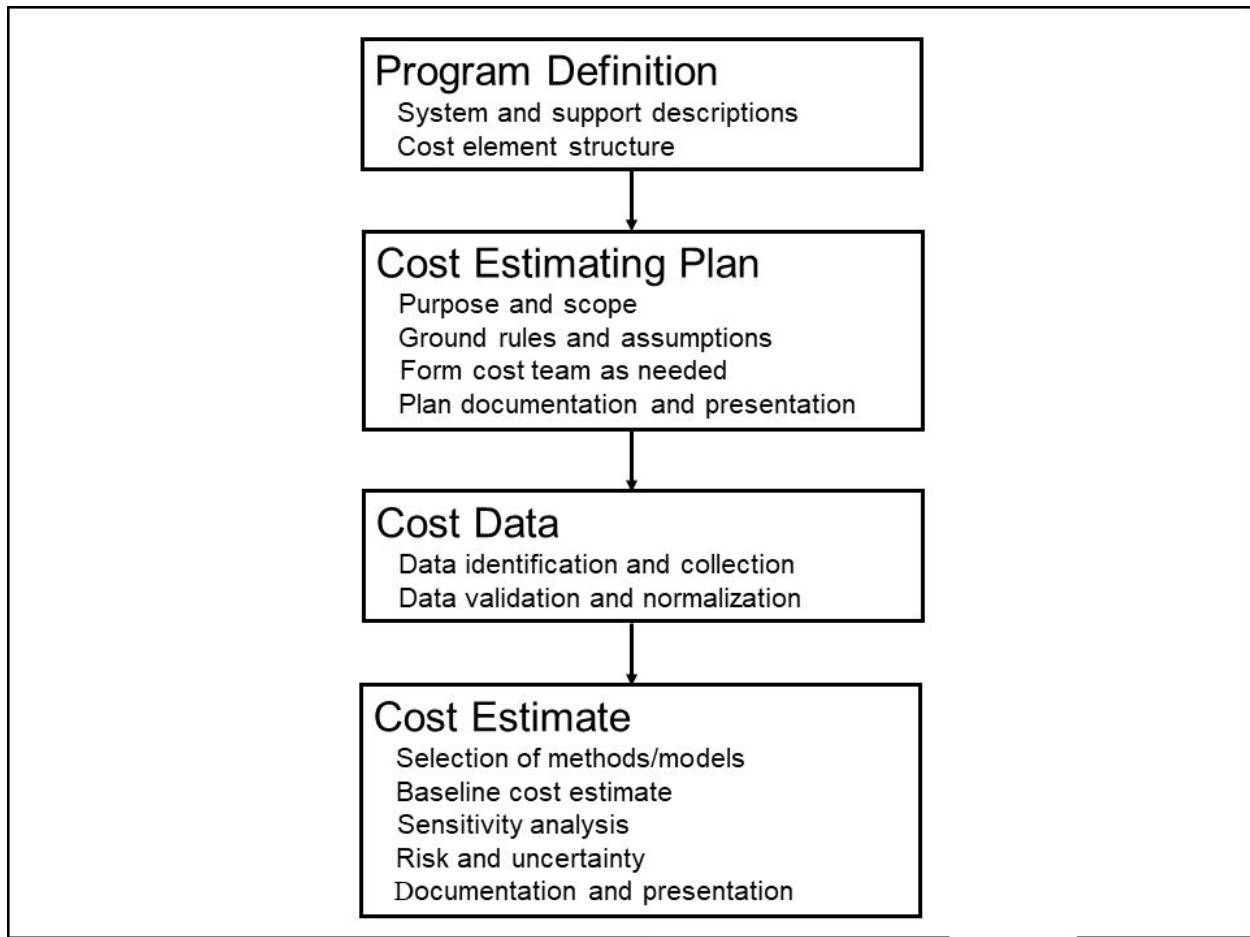 Program Definition
System and support descriptions
Cost element structure
Cost Estimating Plan
Purpose and scope
Ground rules and assumptions
Form cost team as needed
Plan documentation and presentation
Cost Data
Data identification and collection
Data validation and normalization
Cost Estimate
Selection of methods/models
Baseline cost estimate
Sensitivity analysis
Risk and uncertainty
Documentation and presentation